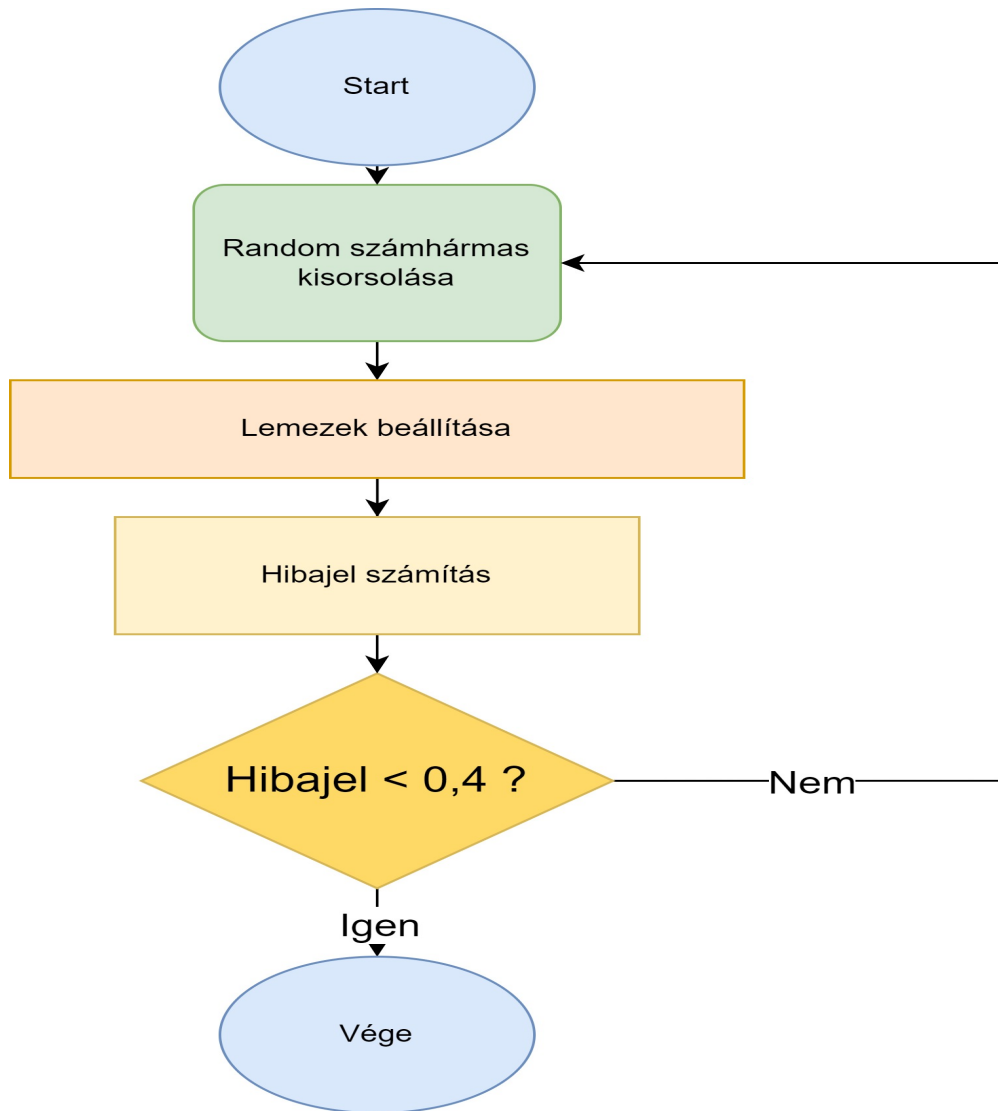 Start
Random számhármas
kisorsolása
Lemezek beállítása
Hibajel számítás
Hibajel < 0,4 ?
Nem
Igen
Vége